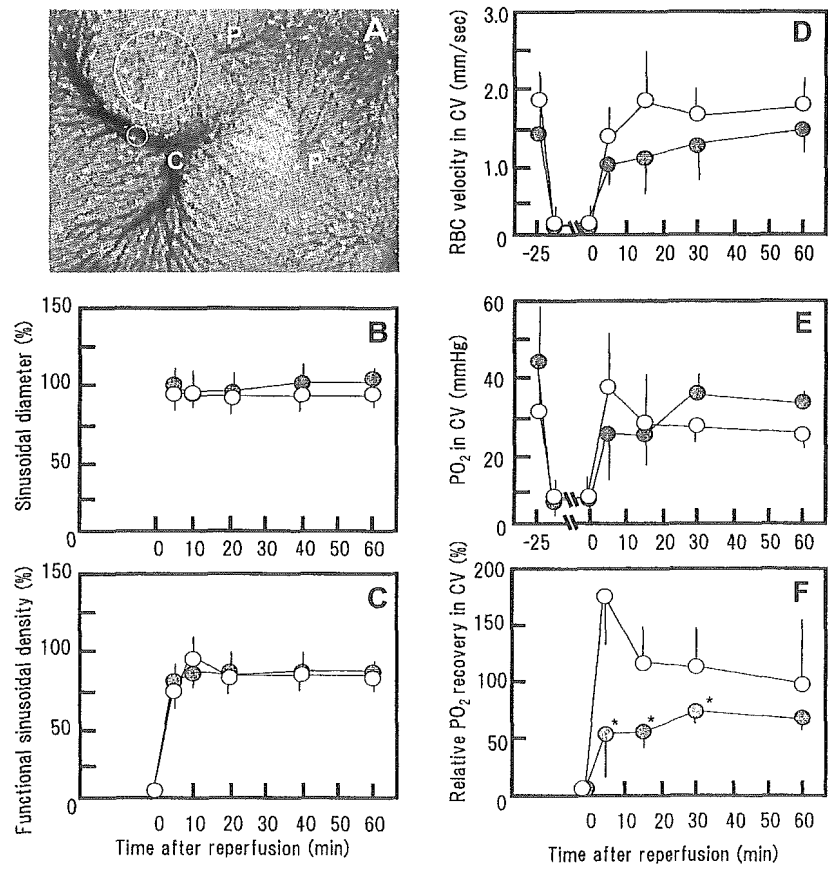 A
P
C
P
B
Sinusoidal diameter (%)
150
100
50
0
0 10 20 30 40 50 60
C
Functional sinusoidal density (%)
150
100
50
0
0 10 20 30 40 50 60
Time after reperfusion (min)
D
RBC velocity in CV (mm/sec)
3.0
2.0
1.0
0
-25 0 10 20 30 40 50 60
E
PO2 in CV (mmHg)
60
40
20
0
-25 0 10 20 30 40 50 60
F
Relative PO2 recovery in CV (%)
200
150
100
50
0
* * *
0 10 20 30 40 50 60
Time after reperfusion (min)